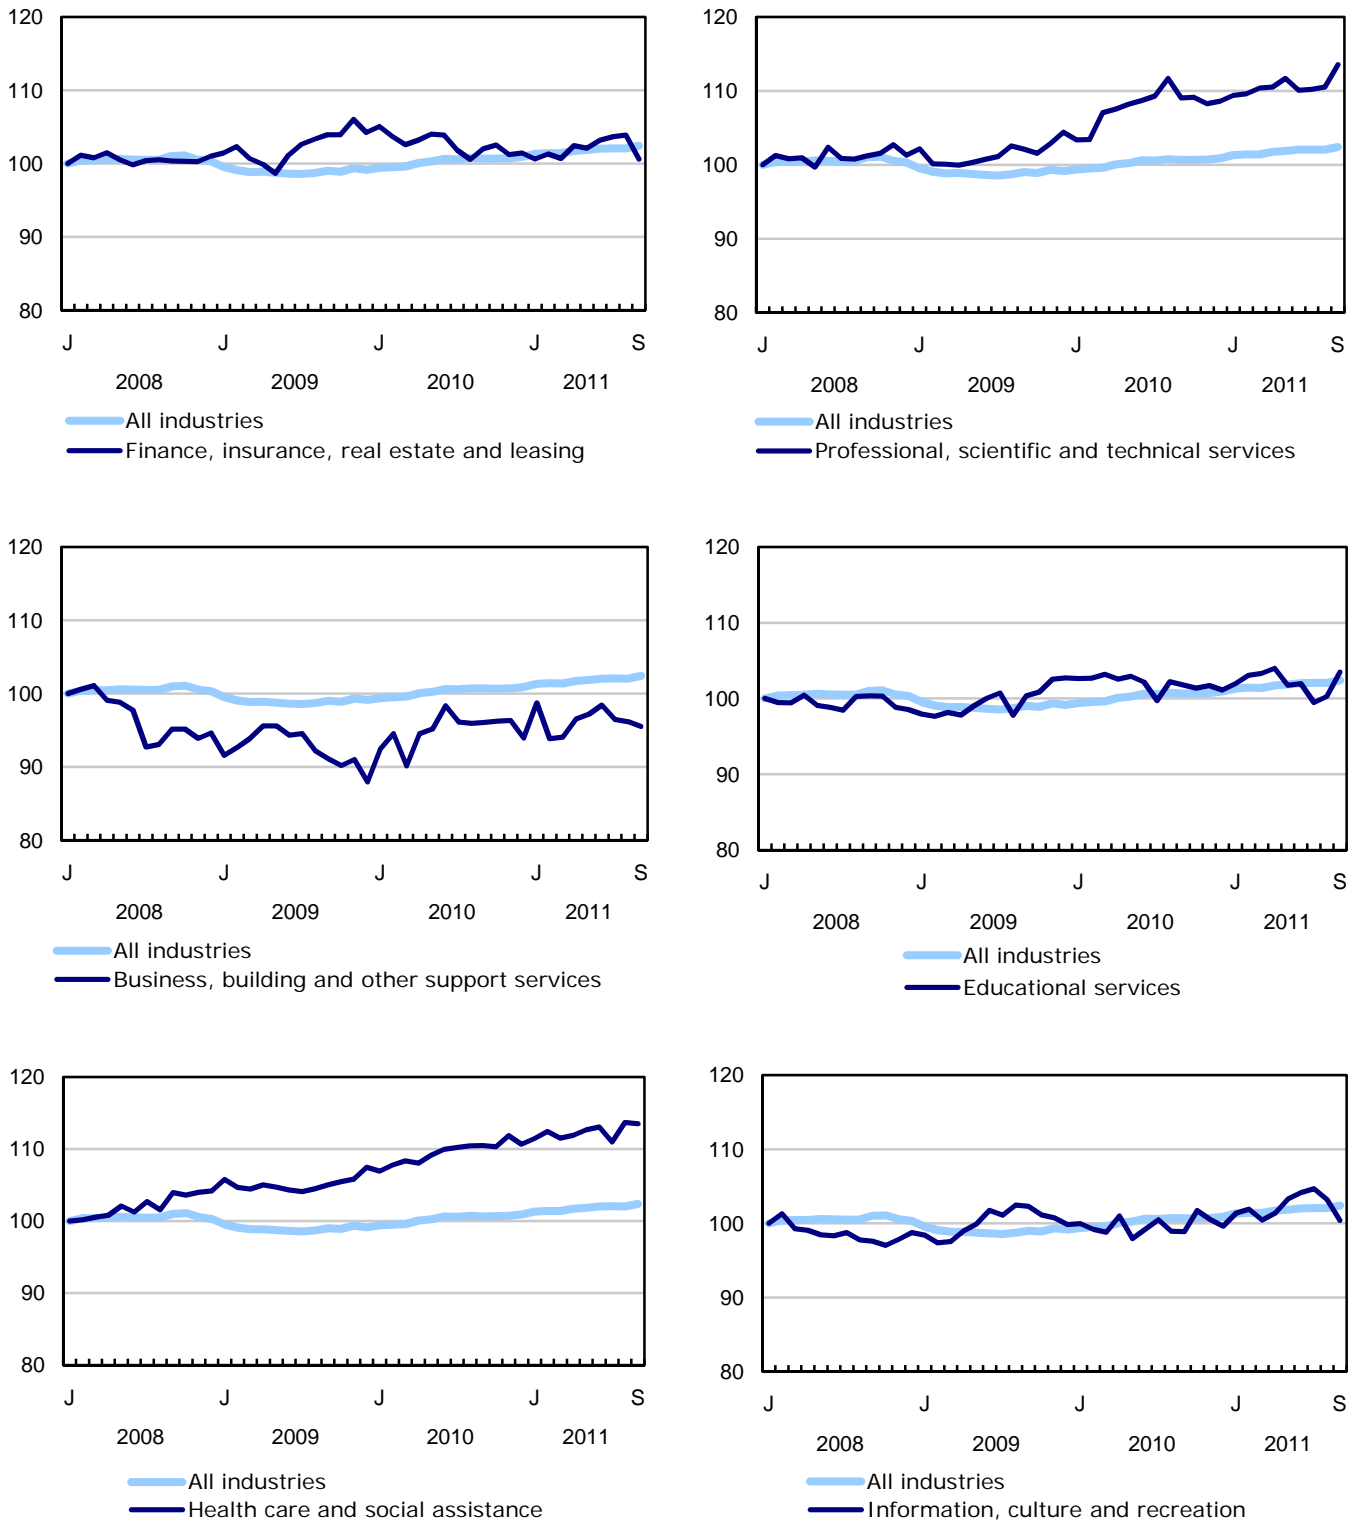 120
110
100
90
80
J J J J S
2008 2009 2010 2011
All industries
Finance, insurance, real estate and leasing
120
110
100
90
80
J J J J S
2008 2009 2010 2011
All industries
Professional, scientific and technical services
120
110
100
90
80
J J J J S
2008 2009 2010 2011
All industries
Business, building and other support services
120
110
100
90
80
J J J J S
2008 2009 2010 2011
All industries
Educational services
120
110
100
90
80
J J J J S
2008 2009 2010 2011
All industries
Health care and social assistance
120
110
100
90
80
J J J J S
2008 2009 2010 2011
All industries
Information, culture and recreation